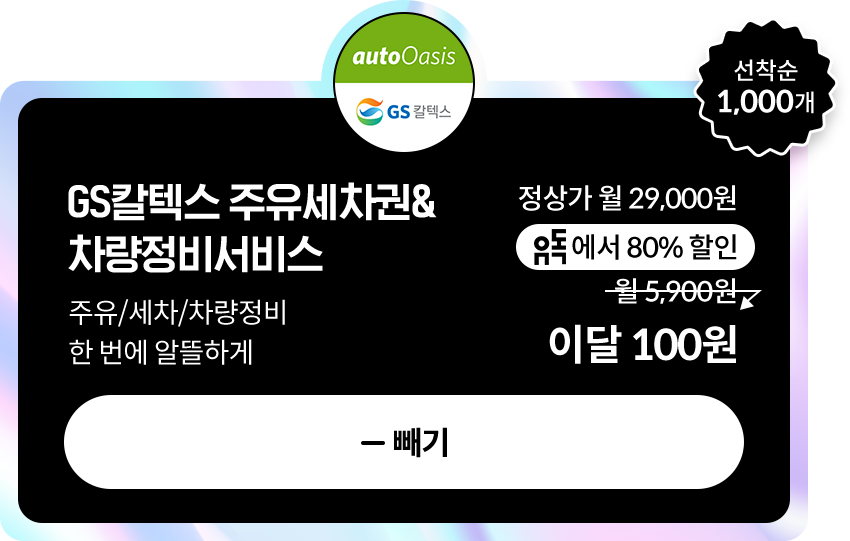 autoOasis
GS칼텍스
선착순
1,000개
GS칼텍스 주유세차권&
차량정비서비스
주유/세차/차량정비
한 번에 알뜰하게
정상가 월 29,000원
유독에서 80% 할인
월 5,900원
이달 100원
– 빼기